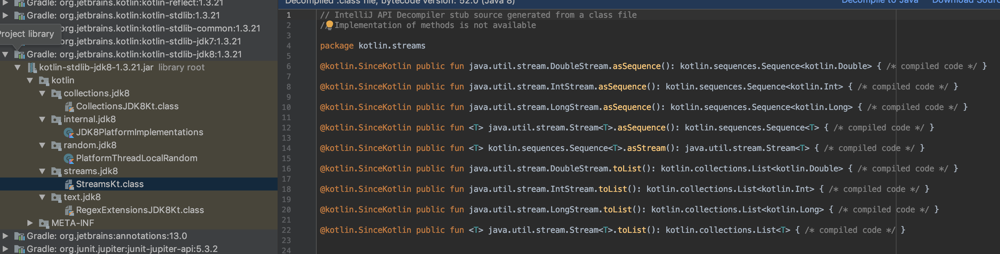 Gradle: org.jetbrains.kotlin:kotlin-reflect:1.3.21
Gradle: org.jetbrains.kotlin:kotlin-stdlib:1.3.21
org.jetbrains.kotlin:kotlin-stdlib-common:1.3.21
Project library
org.jetbrains.kotlin:kotlin-stdlib-jdk7:1.3.21
Gradle: org.jetbrains.kotlin:kotlin-stdlib-jdk8:1.3.21
kotlin-stdlib-jdk8-1.3.21.jar library root
kotlin
collections.jdk8
CollectionsJDK8Kt.class
internal.jdk8
JDK8PlatformImplementations
random.jdk8
PlatformThreadLocalRandom
streams.jdk8
StreamsKt.class
text.jdk8
RegexExtensionsJDK8Kt.class
META-INF
Gradle: org.jetbrains:annotations:13.0
Gradle: org.junit.jupiter:junit-jupiter-api:5.3.2
Decompiled .class file, bytecode version: 52.0 (Java 8) Decompile to Java Download Sour
1 // IntelliJ API Decompiler stub source generated from a class file
2 // Implementation of methods is not available
3
4 package kotlin.streams
5
6 @kotlin.SinceKotlin public fun java.util.stream.DoubleStream.asSequence(): kotlin.sequences.Sequence<kotlin.Double> { /* compiled code */ }
7
8 @kotlin.SinceKotlin public fun java.util.stream.IntStream.asSequence(): kotlin.sequences.Sequence<kotlin.Int> { /* compiled code */ }
9
10 @kotlin.SinceKotlin public fun java.util.stream.LongStream.asSequence(): kotlin.sequences.Sequence<kotlin.Long> { /* compiled code */ }
11
12 @kotlin.SinceKotlin public fun <T> java.util.stream.Stream<T>.asSequence(): kotlin.sequences.Sequence<T> { /* compiled code */ }
13
14 @kotlin.SinceKotlin public fun <T> kotlin.sequences.Sequence<T>.asStream(): java.util.stream.Stream<T> { /* compiled code */ }
15
16 @kotlin.SinceKotlin public fun java.util.stream.DoubleStream.toList(): kotlin.collections.List<kotlin.Double> { /* compiled code */ }
17
18 @kotlin.SinceKotlin public fun java.util.stream.IntStream.toList(): kotlin.collections.List<kotlin.Int> { /* compiled code */ }
19
20 @kotlin.SinceKotlin public fun java.util.stream.LongStream.toList(): kotlin.collections.List<kotlin.Long> { /* compiled code */ }
21
22 @kotlin.SinceKotlin public fun <T> java.util.stream.Stream<T>.toList(): kotlin.collections.List<T> { /* compiled code */ }
23
24